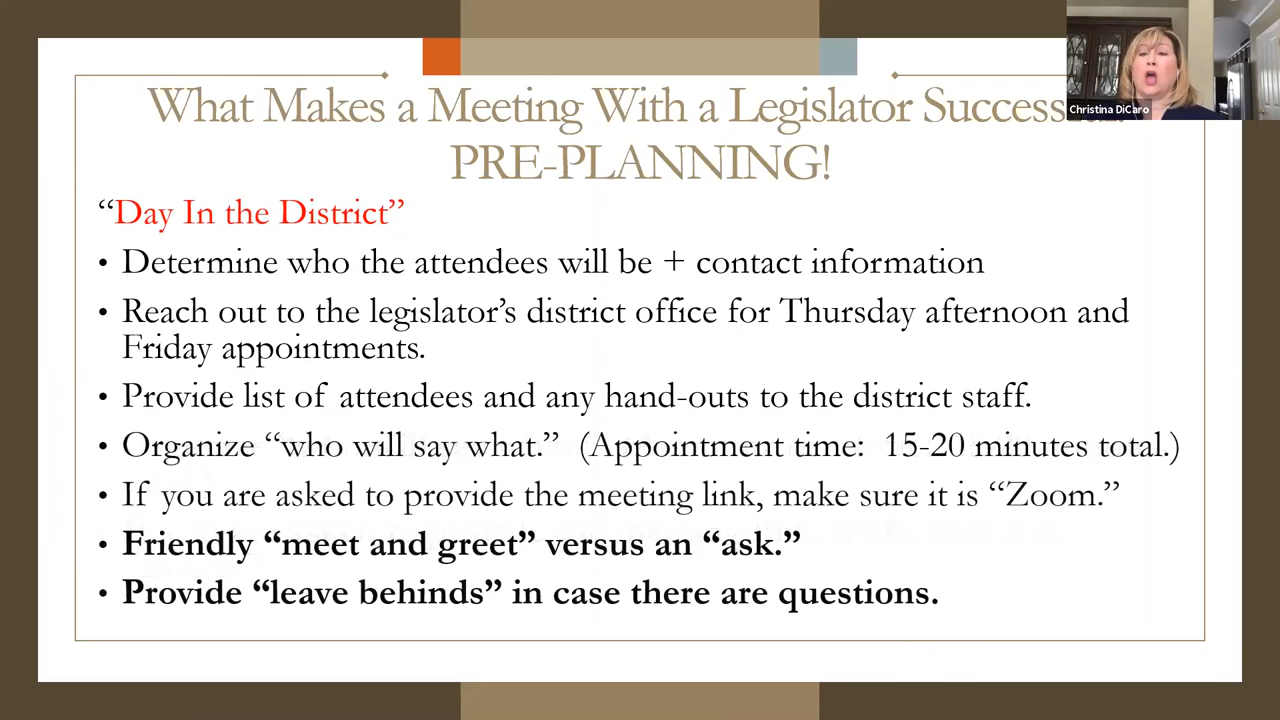 What Makes a Meeting With a Legislator
PRE-PLANNING!
“Day In the District”
• Determine who the attendees will be + contact information
• Reach out to the legislator’s district office for Thursday afternoon and
Friday appointments.
• Provide list of attendees and any hand-outs to the district staff.
• Organize “who will say what.” (Appointment time: 15-20 minutes total.)
• If you are asked to provide the meeting link, make sure it is “Zoom.”
• Friendly “meet and greet” versus an “ask.”
• Provide “leave behinds” in case there are questions.
Christina DiCaro